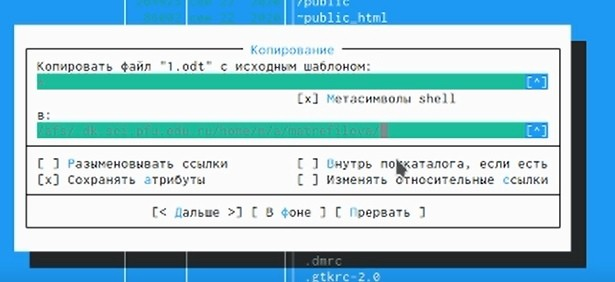 /public
~public_html
Копирование
Копировать файл "1.odt" с исходным шаблоном:
[^]
[x] Метасимволы shell
в:
[^]
[ ] Разыменовывать ссылки [ ] Внутрь подкаталога, если есть
[x] Сохранять атрибуты [ ] Изменять относительные ссылки
[< Дальше >] [ В фоне ] [ Прервать ]
.dmrc
.gtkrc-2.0